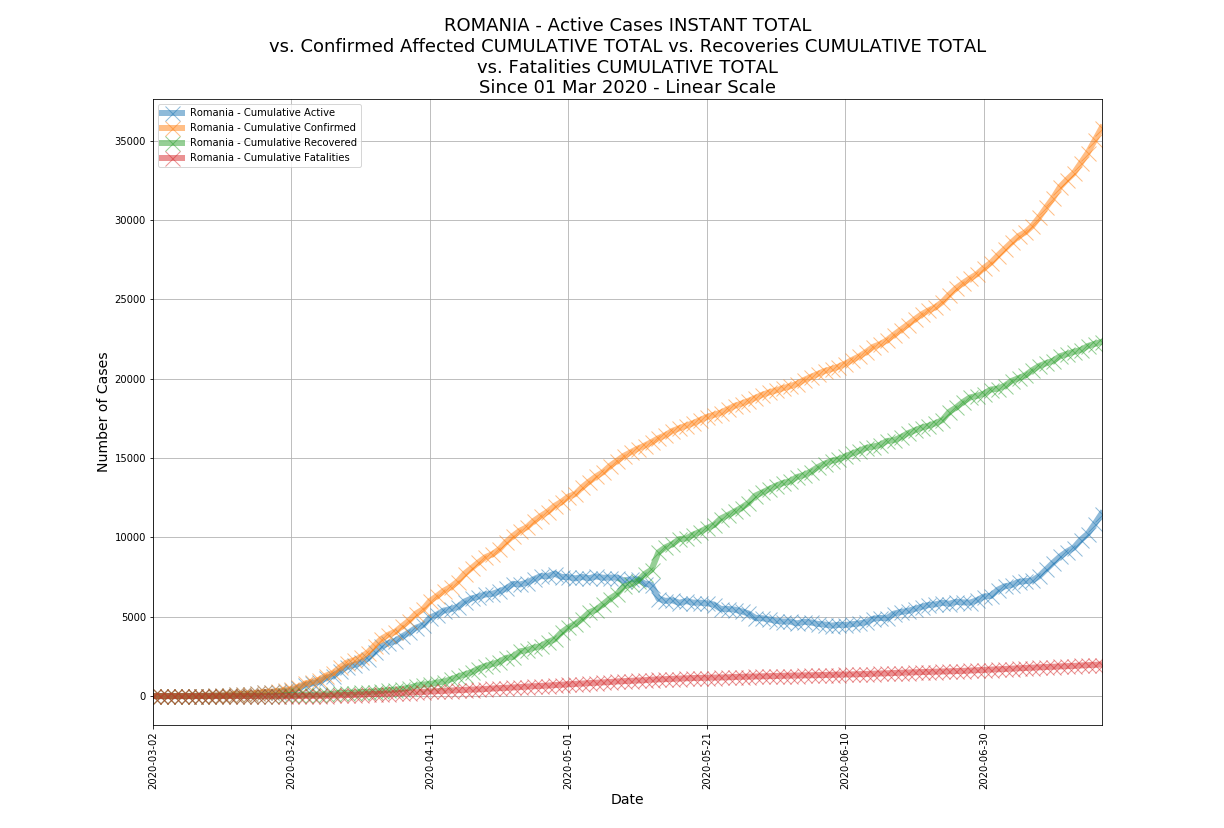 ROMANIA - Active Cases INSTANT TOTAL
vs. Confirmed Affected CUMULATIVE TOTAL vs. Recoveries CUMULATIVE TOTAL
vs. Fatalities CUMULATIVE TOTAL
Since 01 Mar 2020 - Linear Scale
Romania - Cumulative Active
Romania - Cumulative Confirmed
Romania - Cumulative Recovered
Romania - Cumulative Fatalities
Number of Cases
35000
30000
25000
20000
15000
10000
5000
0
2020-03-02
2020-03-22
2020-04-11
2020-05-01
2020-05-21
2020-06-10
2020-06-30
Date